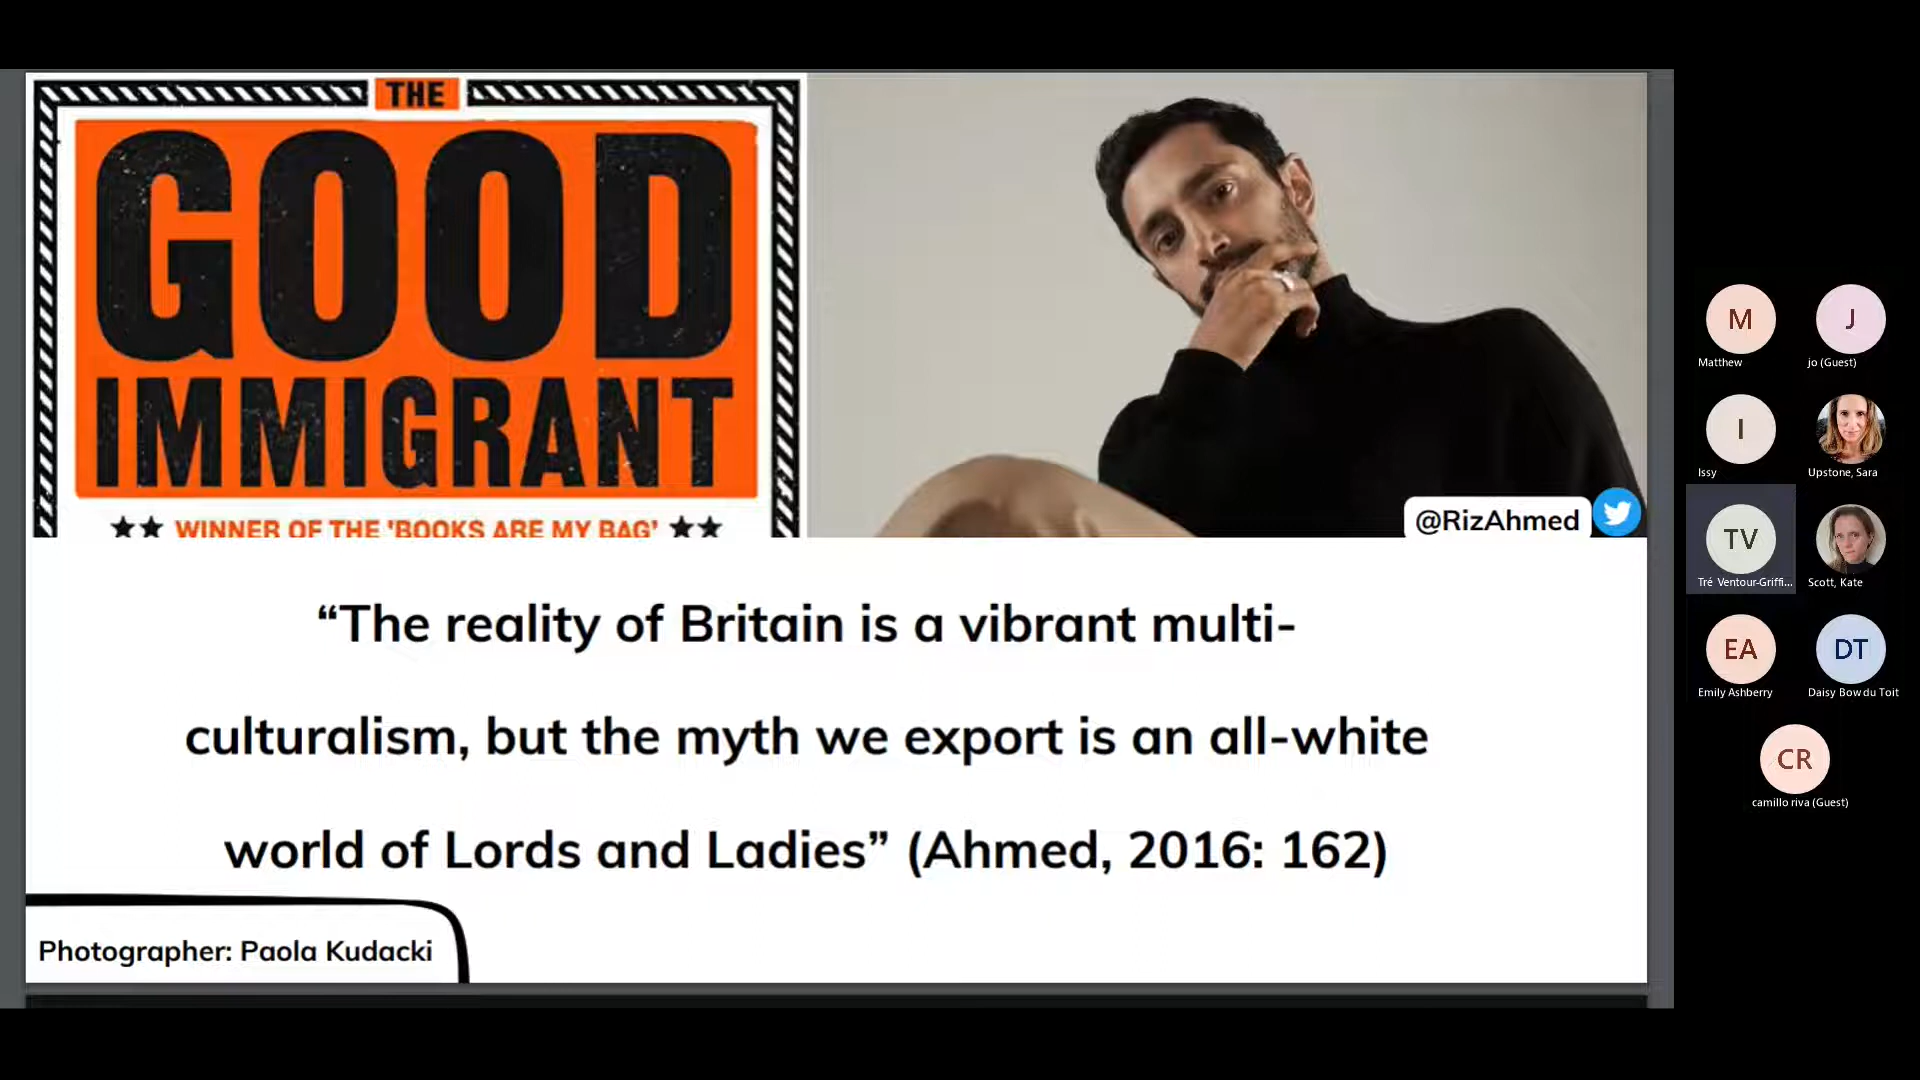 THE
GOOD
IMMIGRANT
WINNER OF THE 'BOOKS ARE MY BAG'
@RizAhmed
“The reality of Britain is a vibrant multi-
culturalism, but the myth we export is an all-white
world of Lords and Ladies” (Ahmed, 2016: 162)
Photographer: Paola Kudacki
M
Matthew
J
jo (Guest)
I
Issy
Upstone, Sara
TV
Tré Ventour-Griffi...
Scott, Kate
EA
Emily Ashberry
DT
Daisy Bow du Toit
CR
camillo riva (Guest)